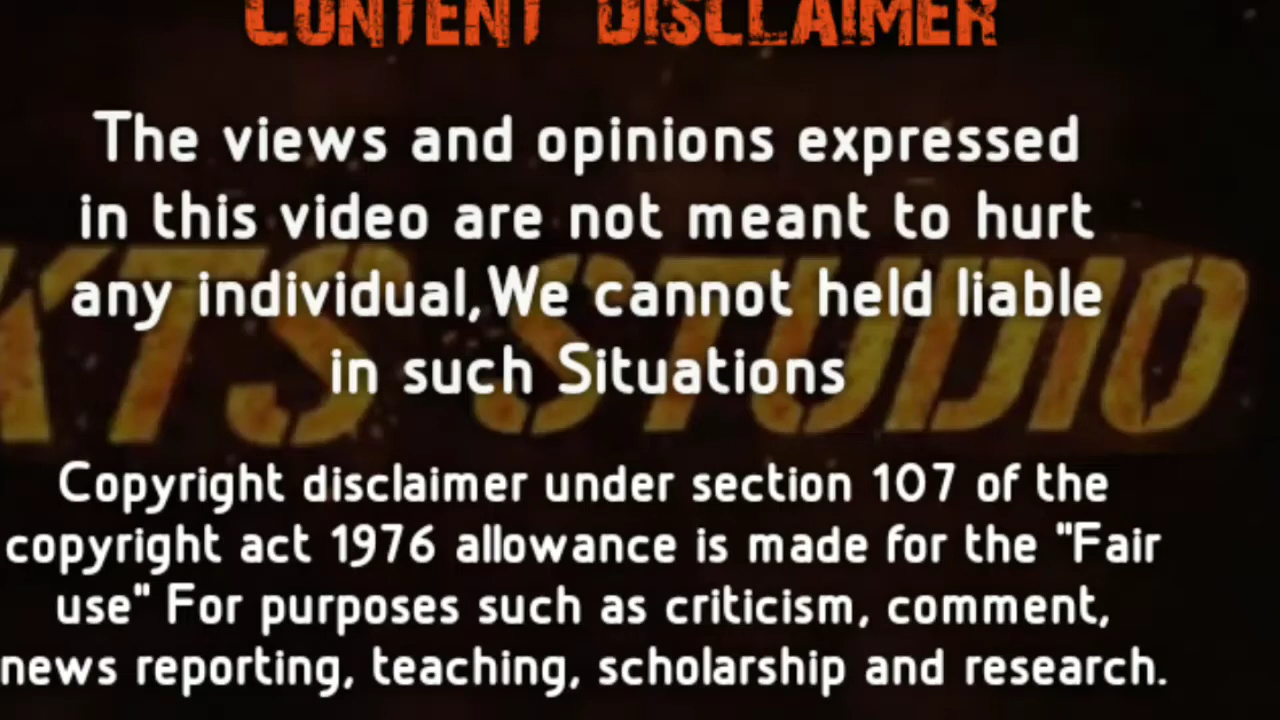 CONTENT DISCLAIMER
The views and opinions expressed
in this video are not meant to hurt
any individual,We cannot held liable
in such Situations
KTS STUDIO
Copyright disclaimer under section 107 of the
copyright act 1976 allowance is made for the "Fair
use" For purposes such as criticism, comment,
news reporting, teaching, scholarship and research.